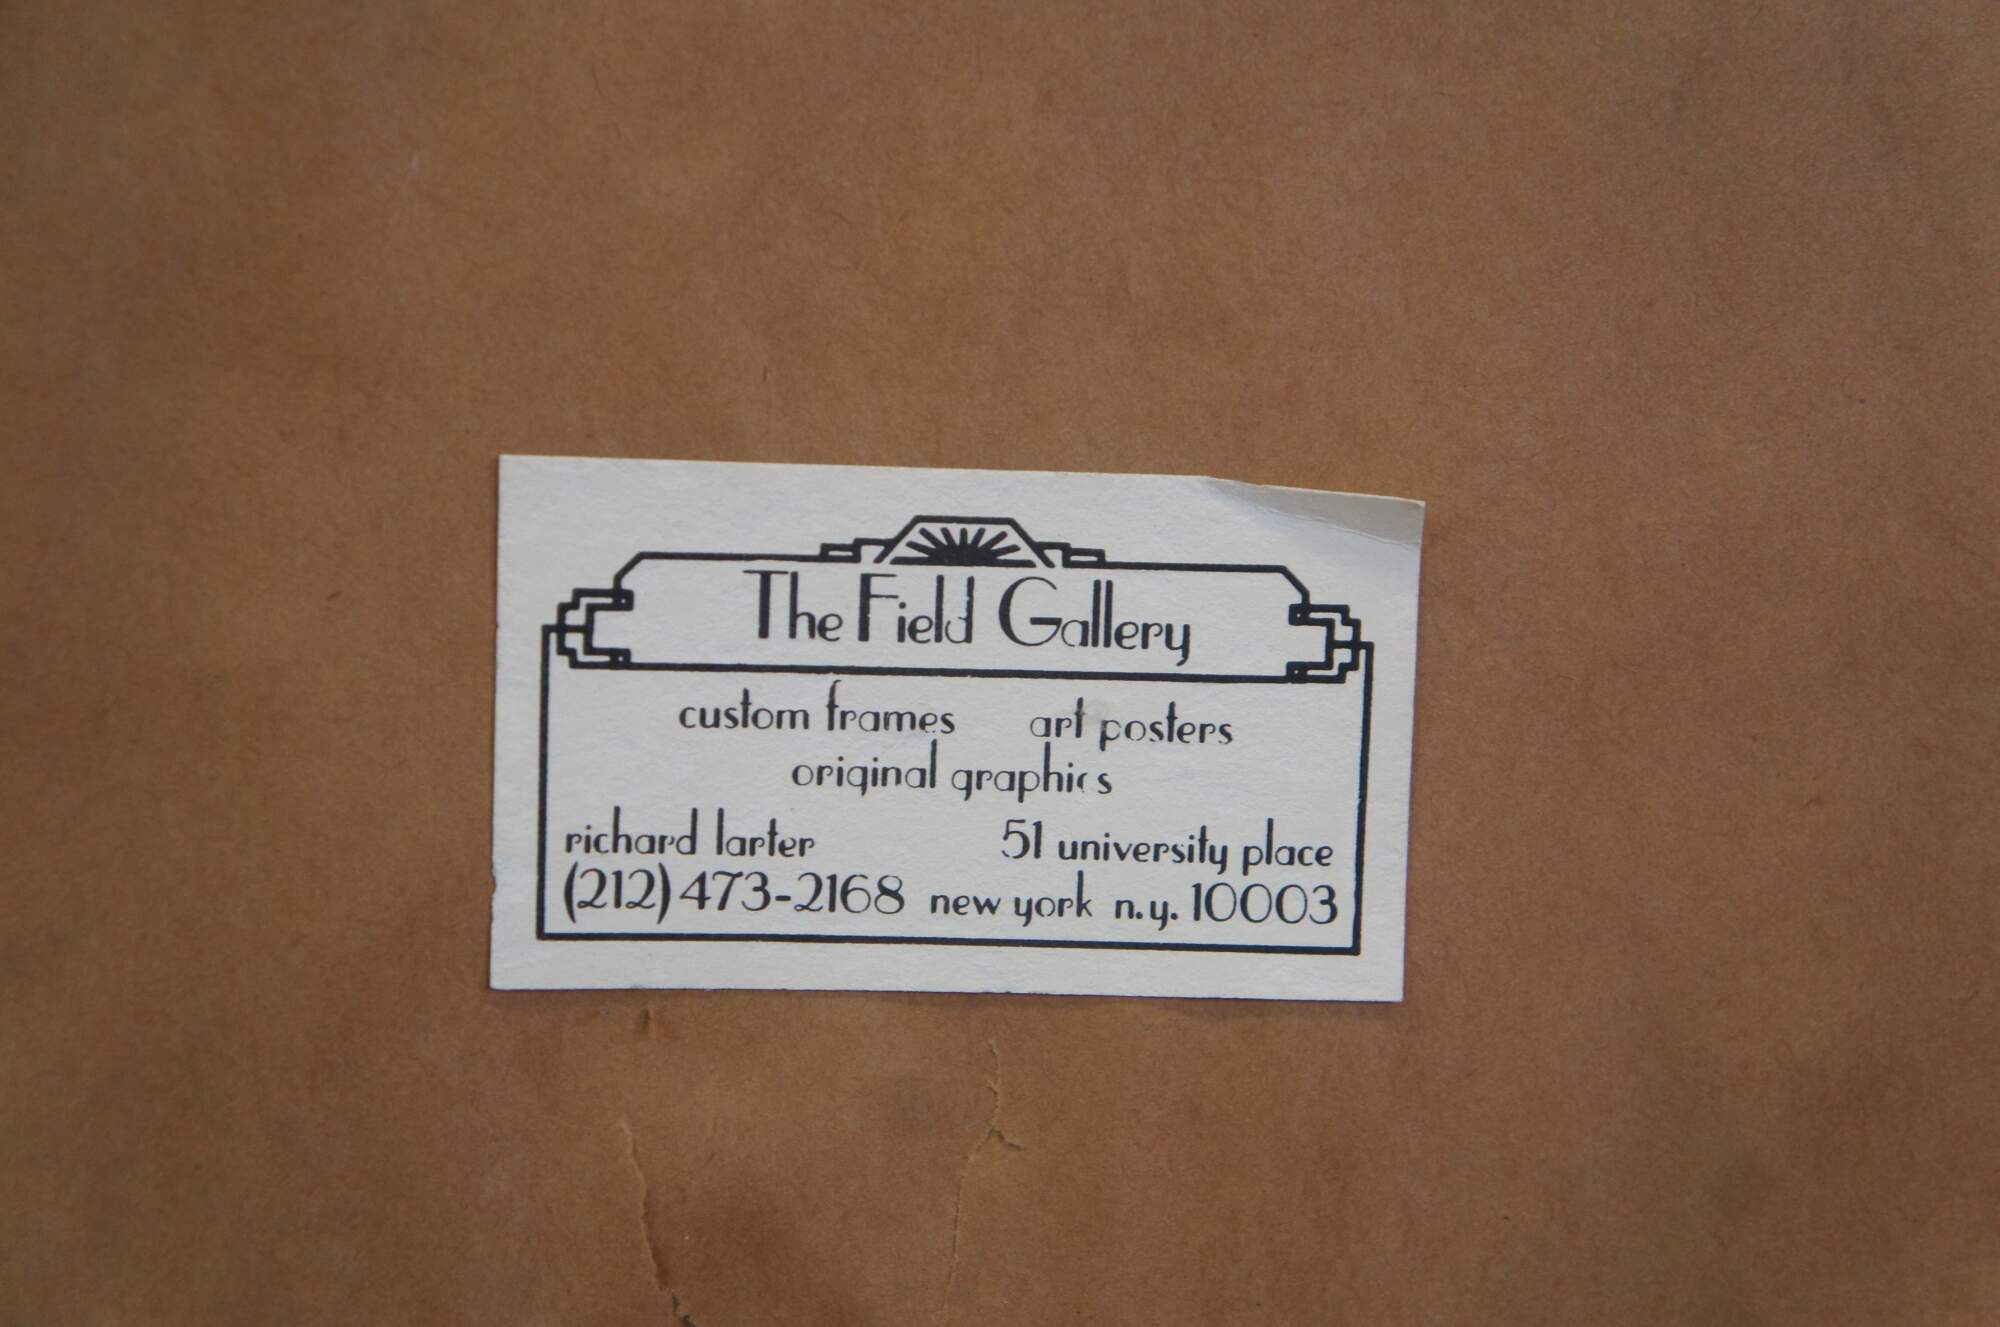 The Field Gallery
custom frames art posters
original graphics
richard larter 51 university place
(212) 473-2168 new york n.y. 10003